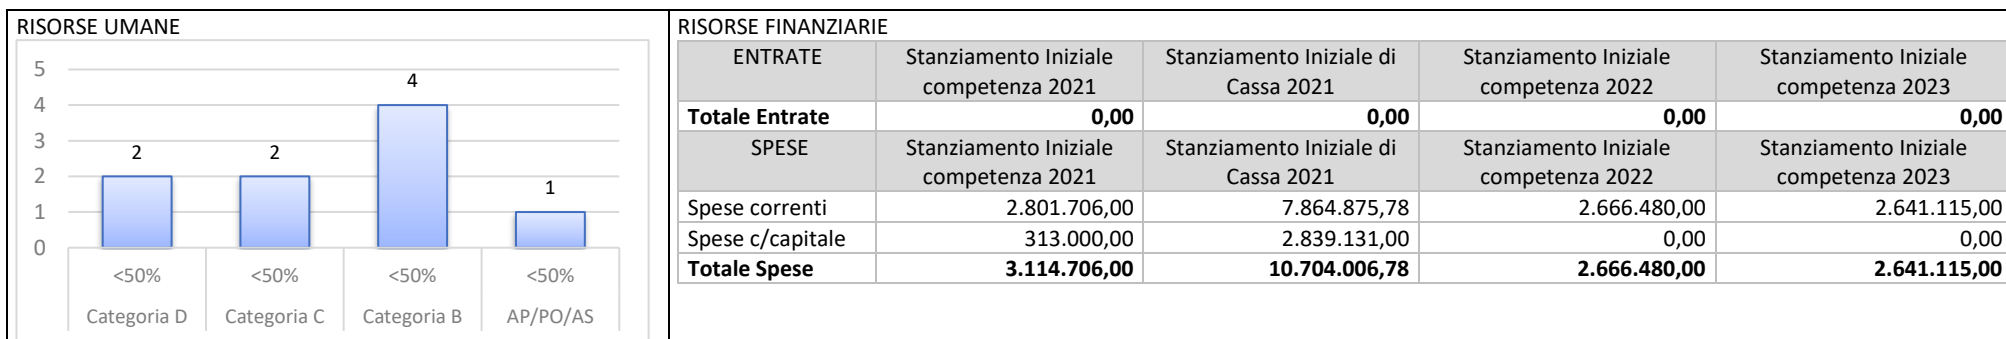 RISORSE UMANE
5
4
3
2
1
0
2
2
4
1
<50% <50% <50% <50%
Categoria D Categoria C Categoria B AP/PO/AS
RISORSE FINANZIARIE
ENTRATE Stanziamento Iniziale competenza 2021 Stanziamento Iniziale di Cassa 2021 Stanziamento Iniziale competenza 2022 Stanziamento Iniziale competenza 2023
Totale Entrate 0,00 0,00 0,00 0,00
SPESE Stanziamento Iniziale competenza 2021 Stanziamento Iniziale di Cassa 2021 Stanziamento Iniziale competenza 2022 Stanziamento Iniziale competenza 2023
Spese correnti 2.801.706,00 7.864.875,78 2.666.480,00 2.641.115,00
Spese c/capitale 313.000,00 2.839.131,00 0,00 0,00
Totale Spese 3.114.706,00 10.704.006,78 2.666.480,00 2.641.115,00